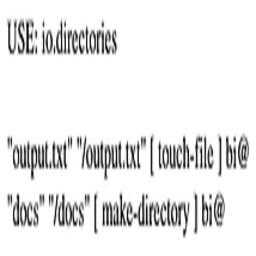 USE: io.directories
"output.txt" "/output.txt" [ touch-file ] bi@
"docs" "/docs" [ make-directory ] bi@